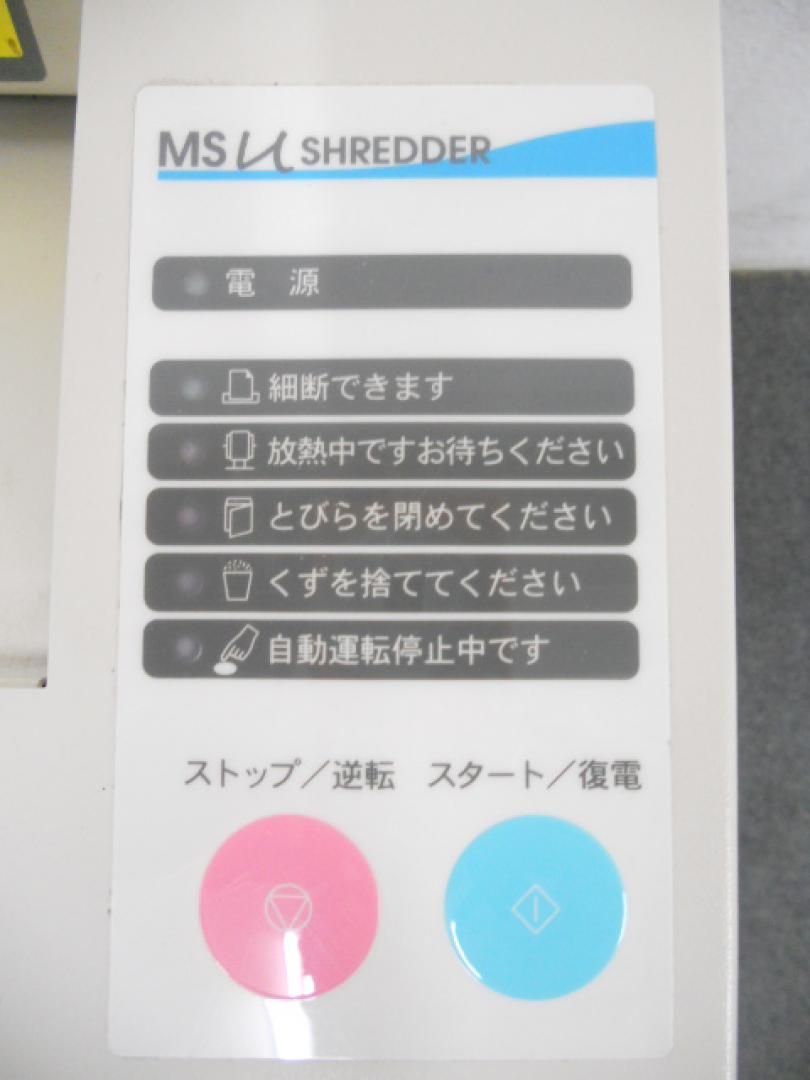 MSμ SHREDDER
電 源
細断できます
放熱中ですお待ちください
とびらを閉めてください
くずを捨ててください
自動運転停止中です
ストップ/逆転 スタート/復電